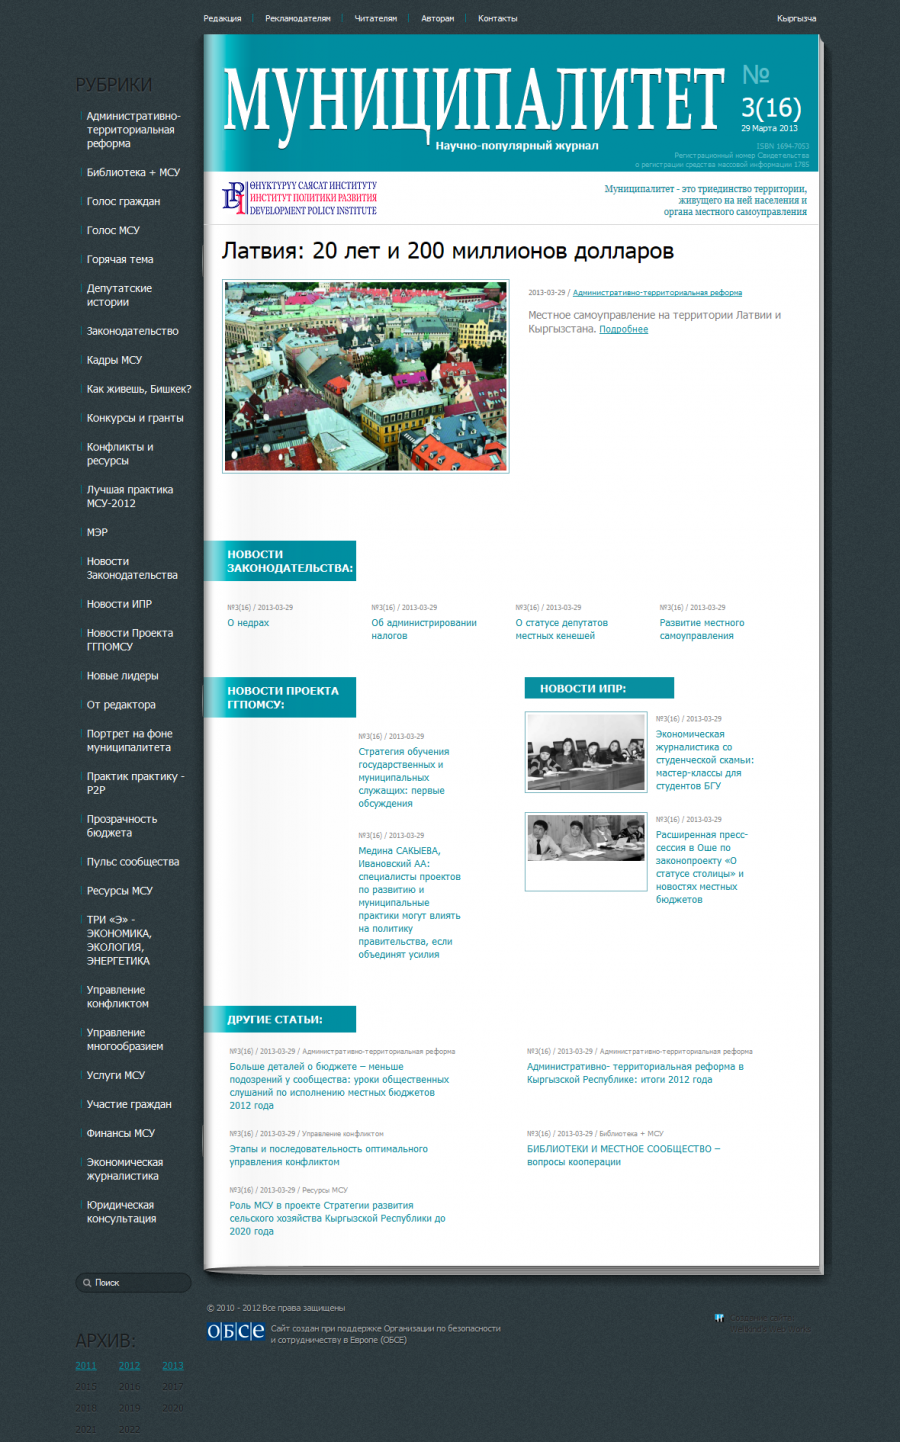 Редакция
Рекламодателям
Читателям
Авторам
Контакты
Кыргызча
РУБРИКИ
Административно-
территориальная
реформа
Библиотека + МСУ
Голос граждан
Голос МСУ
Горячая тема
Депутатские
истории
Законодательство
Кадры МСУ
Как живешь, Бишкек?
Конкурсы и гранты
Конфликты и
ресурсы
Лучшая практика
МСУ-2012
МЭР
Новости
Законодательства
Новости ИПР
Новости Проекта
ГГПОМСУ
Новые лидеры
От редактора
Портрет на фоне
муниципалитета
Практик практику -
P2P
Прозрачность
бюджета
Пульс сообщества
Ресурсы МСУ
ТРИ «Э» -
ЭКОНОМИКА,
ЭКОЛОГИЯ,
ЭНЕРГЕТИКА
Управление
конфликтом
Управление
многообразием
Услуги МСУ
Участие граждан
Финансы МСУ
Экономическая
журналистика
Юридическая
консультация
Поиск
АРХИВ:
2011 2012 2013
2015 2016 2017
2018 2019 2020
2021 2022
МУНИЦИПАЛИТЕТ
Научно-популярный журнал
№
3(16)
29 Марта 2013
ISBN 1694-7053
Регистрационный номер Свидетельства
о регистрации средства массовой информации 1785
DPI
ӨНҮКТҮРҮҮ САЯСАТ ИНСТИТУТУ
ИНСТИТУТ ПОЛИТИКИ РАЗВИТИЯ
DEVELOPMENT POLICY INSTITUTE
Муниципалитет - это триединство территории,
живущего на ней населения и
органа местного самоуправления
Латвия: 20 лет и 200 миллионов долларов
2013-03-29 / Административно-территориальная реформа
Местное самоуправление на территории Латвии и
Кыргызстана. Подробнее
НОВОСТИ
ЗАКОНОДАТЕЛЬСТВА:
№3(16) / 2013-03-29
О недрах
№3(16) / 2013-03-29
Об администрировании
налогов
№3(16) / 2013-03-29
О статусе депутатов
местных кенешей
№3(16) / 2013-03-29
Развитие местного
самоуправления
НОВОСТИ ПРОЕКТА
ГГПОМСУ:
№3(16) / 2013-03-29
Стратегия обучения
государственных и
муниципальных
служащих: первые
обсуждения
№3(16) / 2013-03-29
Медина САКЫЕВА,
Ивановский АА:
специалисты проектов
по развитию и
муниципальные
практики могут влиять
на политику
правительства, если
объединят усилия
НОВОСТИ ИПР:
№3(16) / 2013-03-29
Экономическая
журналистика со
студенческой скамьи:
мастер-классы для
студентов БГУ
№3(16) / 2013-03-29
Расширенная пресс-
сессия в Оше по
законопроекту «О
статусе столицы» и
новостях местных
бюджетов
ДРУГИЕ СТАТЬИ:
№3(16) / 2013-03-29 / Административно-территориальная реформа
Больше деталей о бюджете – меньше
подозрений у сообщества: уроки общественных
слушаний по исполнению местных бюджетов
2012 года
№3(16) / 2013-03-29 / Административно-территориальная реформа
Административно- территориальная реформа в
Кыргызской Республике: итоги 2012 года
№3(16) / 2013-03-29 / Управление конфликтом
Этапы и последовательность оптимального
управления конфликтом
№3(16) / 2013-03-29 / Библиотека + МСУ
БИБЛИОТЕКИ И МЕСТНОЕ СООБЩЕСТВО –
вопросы кооперации
№3(16) / 2013-03-29 / Ресурсы МСУ
Роль МСУ в проекте Стратегии развития
сельского хозяйства Кыргызской Республики до
2020 года
© 2010 - 2012 Все права защищены
ОБСЕ
Сайт создан при поддержке Организации по безопасности
и сотрудничеству в Европе (ОБСЕ)